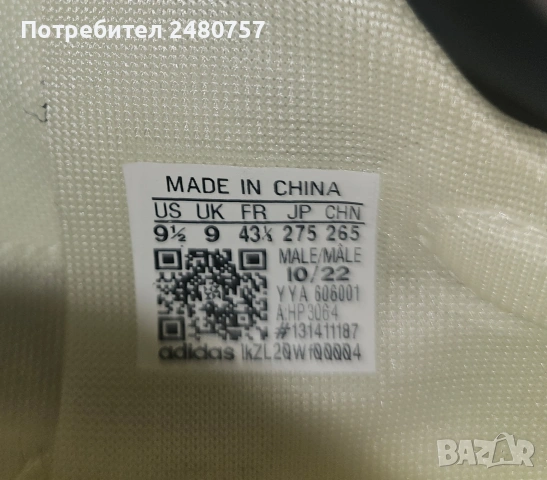 Потребител 2480757
MADE IN CHINA
US UK FR JP CHN
9½ 9 43⅓ 275 265
MALE/MÂLE
10/22
YYA 606001
A:HP3064
#131411187
adidas
BAZAR